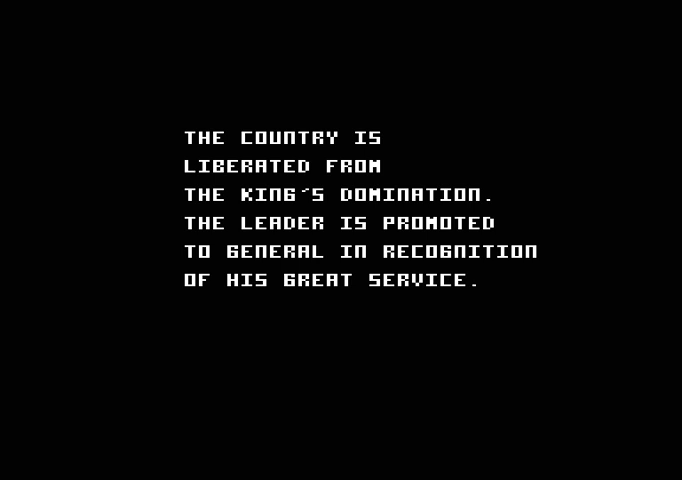 THE COUNTRY IS
LIBERATED FROM
THE KING'S DOMINATION.
THE LEADER IS PROMOTED
TO GENERAL IN RECOGNITION
OF HIS GREAT SERVICE.